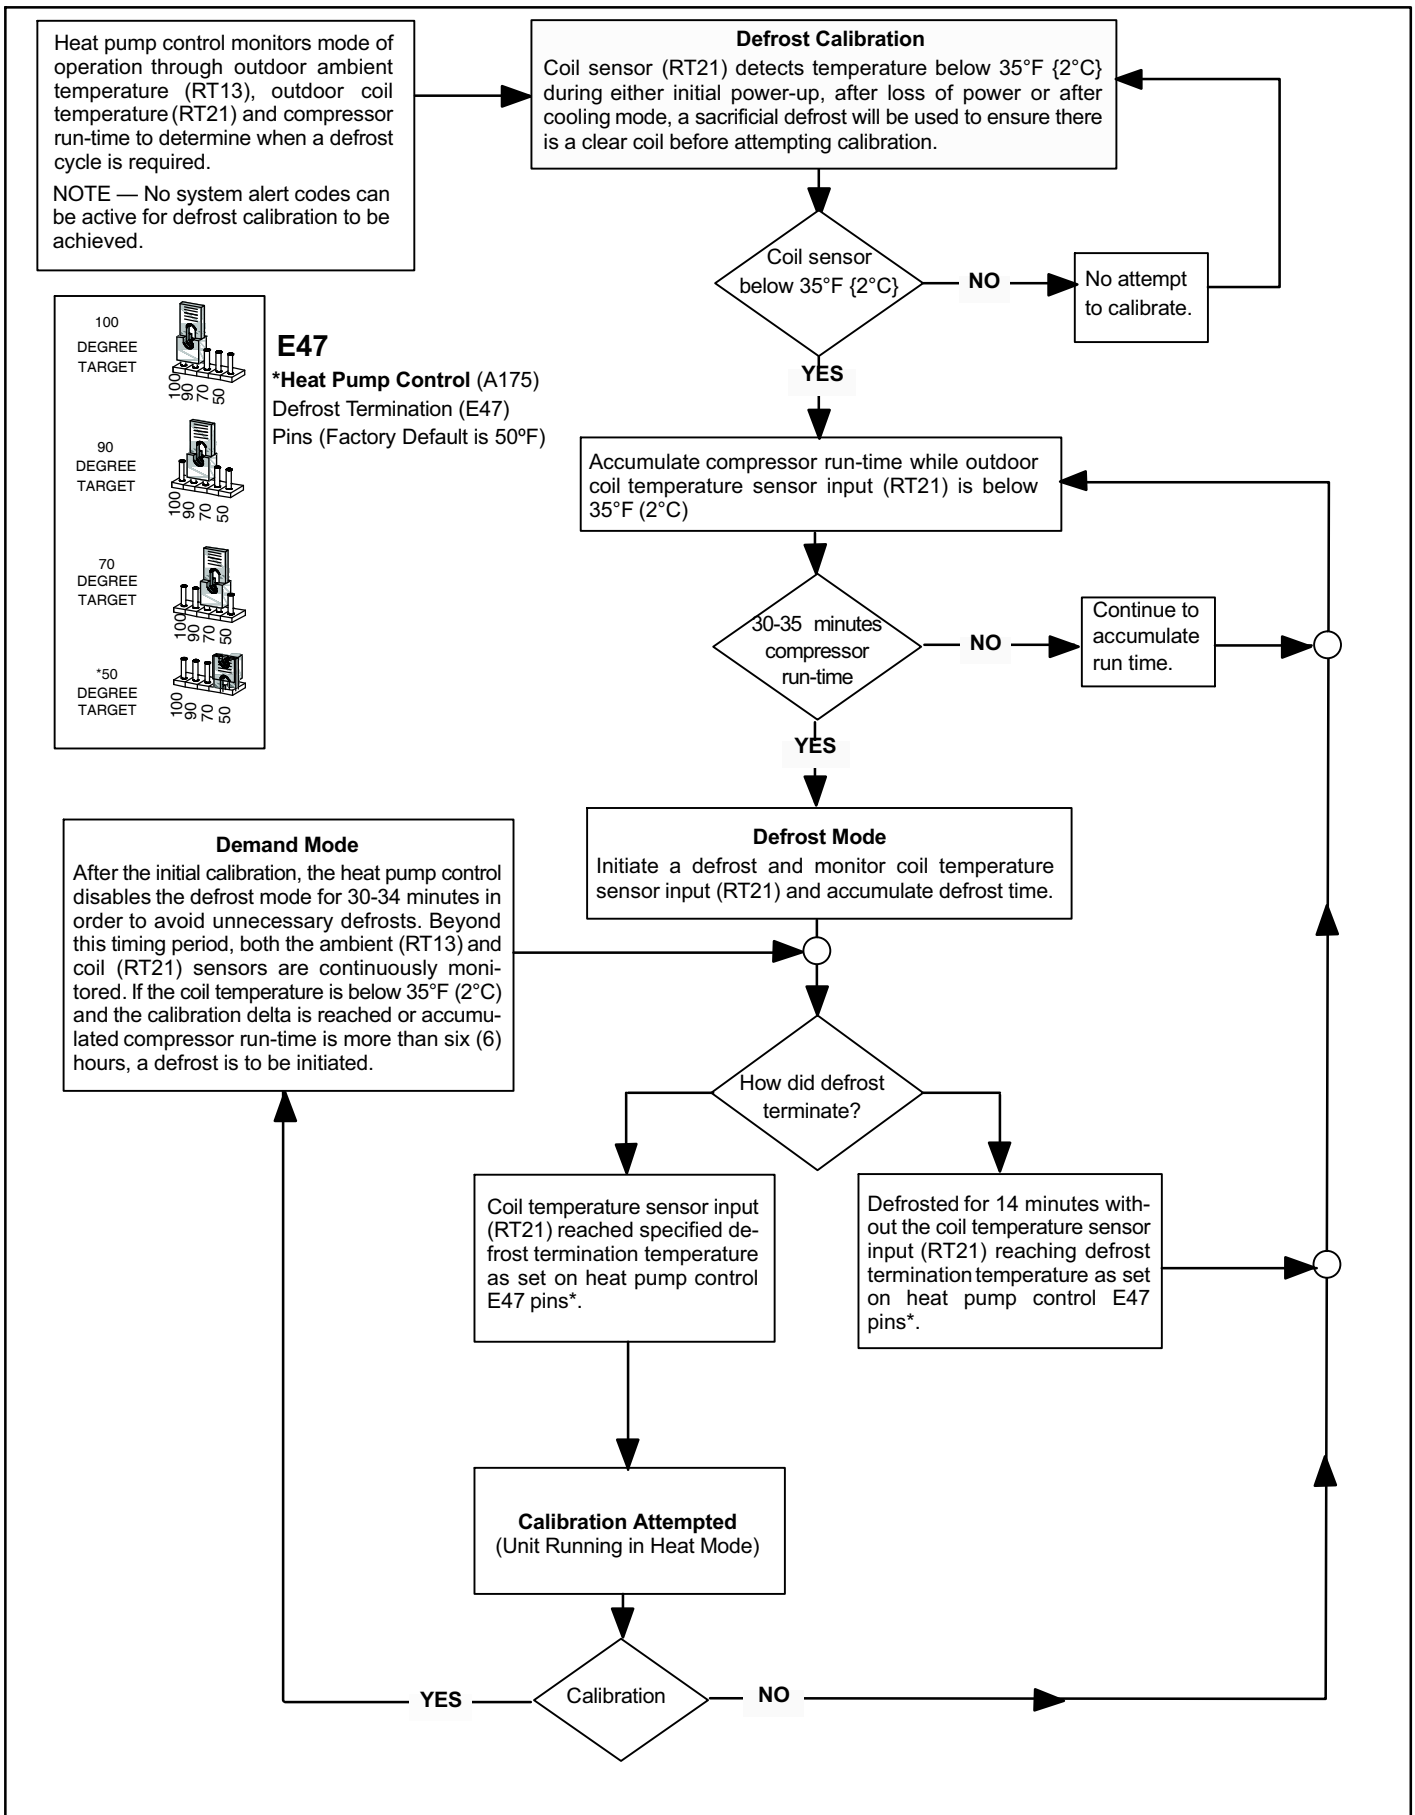 Heat pump control monitors mode of
operation through outdoor ambient
temperature (RT13), outdoor coil
temperature (RT21) and compressor
run-time to determine when a defrost
cycle is required.
NOTE — No system alert codes can
be active for defrost calibration to be
achieved.
Defrost Calibration
Coil sensor (RT21) detects temperature below 35°F {2°C}
during either initial power-up, after loss of power or after
cooling mode, a sacrificial defrost will be used to ensure there
is a clear coil before attempting calibration.
Coil sensor
below 35°F {2°C}
NO
No attempt
to calibrate.
YES
100
DEGREE
TARGET
100
90
70
50
90
DEGREE
TARGET
100
90
70
50
70
DEGREE
TARGET
100
90
70
50
*50
DEGREE
TARGET
100
90
70
50
E47
*Heat Pump Control (A175)
Defrost Termination (E47)
Pins (Factory Default is 50ºF)
Accumulate compressor run-time while outdoor
coil temperature sensor input (RT21) is below
35°F (2°C)
30-35 minutes
compressor
run-time
NO
Continue to
accumulate
run time.
YES
Defrost Mode
Initiate a defrost and monitor coil temperature
sensor input (RT21) and accumulate defrost time.
Demand Mode
After the initial calibration, the heat pump control
disables the defrost mode for 30-34 minutes in
order to avoid unnecessary defrosts. Beyond
this timing period, both the ambient (RT13) and
coil (RT21) sensors are continuously moni-
tored. If the coil temperature is below 35°F (2°C)
and the calibration delta is reached or accumu-
lated compressor run-time is more than six (6)
hours, a defrost is to be initiated.
How did defrost
terminate?
Coil temperature sensor input
(RT21) reached specified de-
frost termination temperature
as set on heat pump control
E47 pins*.
Defrosted for 14 minutes with-
out the coil temperature sensor
input (RT21) reaching defrost
termination temperature as set
on heat pump control E47
pins*.
Calibration Attempted
(Unit Running in Heat Mode)
YES
Calibration
NO